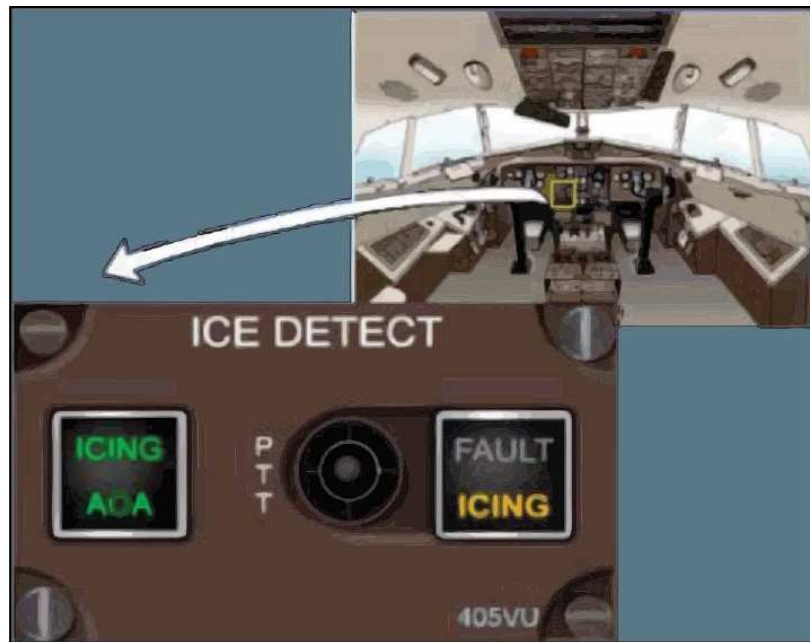 ICE DETECT
ICING
AOA
P
T
T
FAULT
ICING
405VU